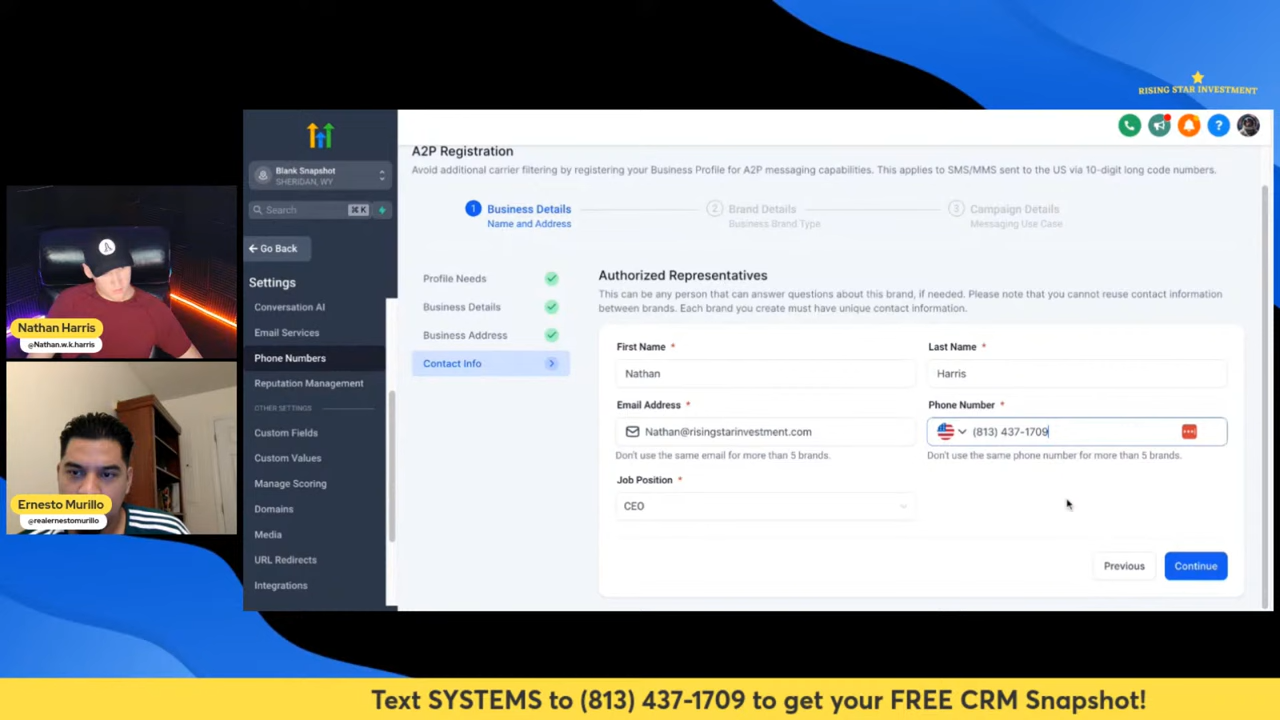 RISING STAR INVESTMENT
Blank Snapshot
SHERIDAN, WY
Search
⌘ K
Go Back
Settings
Conversation AI
Email Services
Phone Numbers
Reputation Management
OTHER SETTINGS
Custom Fields
Custom Values
Manage Scoring
Domains
Media
URL Redirects
Integrations
A2P Registration
Avoid additional carrier filtering by registering your Business Profile for A2P messaging capabilities. This applies to SMS/MMS sent to the US via 10-digit long code numbers.
1 Business Details
Name and Address
2 Brand Details
Business Brand Type
3 Campaign Details
Messaging Use Case
Profile Needs
Business Details
Business Address
Contact Info
Authorized Representatives
This can be any person that can answer questions about this brand, if needed. Please note that you cannot reuse contact information
between brands. Each brand you create must have unique contact information.
First Name *
Nathan
Last Name *
Harris
Email Address *
Nathan@risingstarinvestment.com
Don't use the same email for more than 5 brands.
Phone Number *
(813) 437-1709
Don't use the same phone number for more than 5 brands.
Job Position *
CEO
Previous
Continue
Nathan Harris
@Nathan.w.k.harris
Ernesto Murillo
@realernestomurillo
Text SYSTEMS to (813) 437-1709 to get your FREE CRM Snapshot!